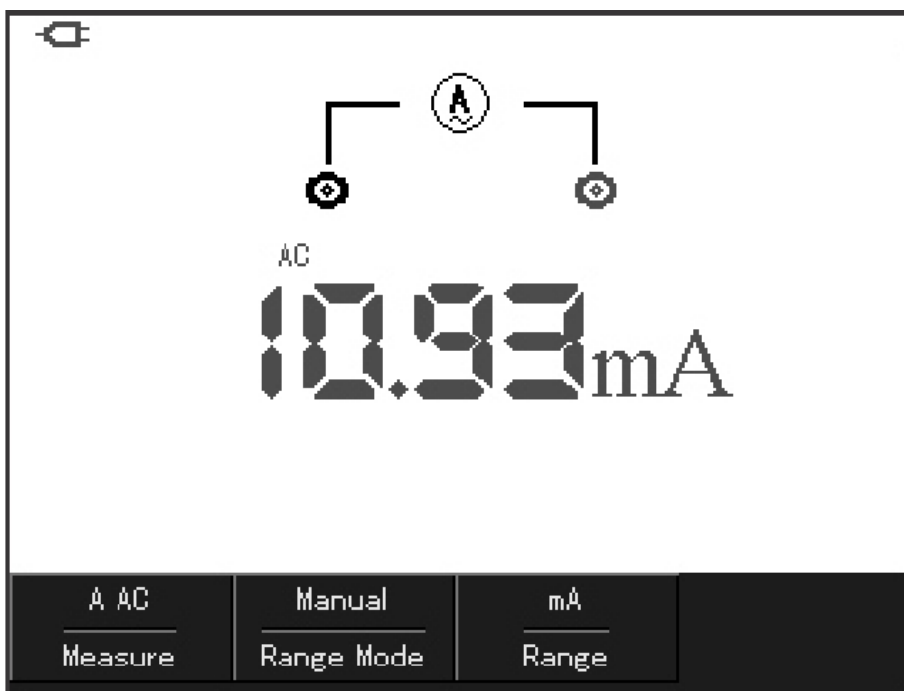 A
AC
10.93mA
A AC
Measure
Manual
Range Mode
mA
Range